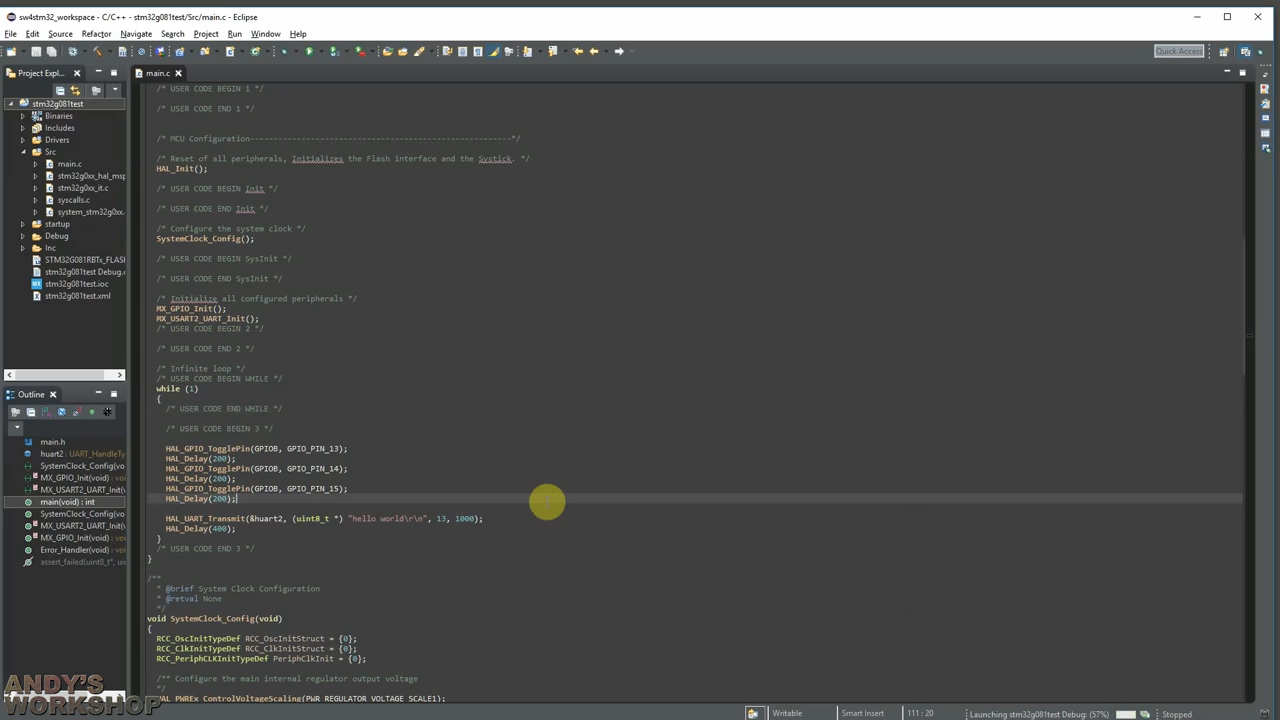 sw4stm32_workspace - C/C++ - stm32g081test/Src/main.c - Eclipse
File Edit Source Refactor Navigate Search Project Run Window Help
Quick Access
Project Expl...
main.c
stm32g081test
Binaries
Includes
Drivers
Src
main.c
stm32g0xx_hal_msp
stm32g0xx_it.c
syscalls.c
system_stm32g0xx.
startup
Debug
Inc
STM32G081RBTx_FLASH
stm32g081test Debug.c
stm32g081test.ioc
stm32g081test.xml
Outline
main.h
huart2 : UART_HandleTy
SystemClock_Config(vo
MX_GPIO_Init(void) : vo
MX_USART2_UART_Init(
main(void) : int
SystemClock_Config(vo
MX_USART2_UART_Init(
MX_GPIO_Init(void) : vo
Error_Handler(void) : vo
assert_failed(uint8_t*, ui
/* USER CODE BEGIN 1 */
/* USER CODE END 1 */
/* MCU Configuration--------------------------------------------------------*/
/* Reset of all peripherals, Initializes the Flash interface and the Systick. */
HAL_Init();
/* USER CODE BEGIN Init */
/* USER CODE END Init */
/* Configure the system clock */
SystemClock_Config();
/* USER CODE BEGIN SysInit */
/* USER CODE END SysInit */
/* Initialize all configured peripherals */
MX_GPIO_Init();
MX_USART2_UART_Init();
/* USER CODE BEGIN 2 */
/* USER CODE END 2 */
/* Infinite loop */
/* USER CODE BEGIN WHILE */
while (1)
{
/* USER CODE END WHILE */
/* USER CODE BEGIN 3 */
HAL_GPIO_TogglePin(GPIOB, GPIO_PIN_13);
HAL_Delay(200);
HAL_GPIO_TogglePin(GPIOB, GPIO_PIN_14);
HAL_Delay(200);
HAL_GPIO_TogglePin(GPIOB, GPIO_PIN_15);
HAL_Delay(200);
HAL_UART_Transmit(&huart2, (uint8_t *) "hello world\r\n", 13, 1000);
HAL_Delay(400);
}
/* USER CODE END 3 */
}
/**
* @brief System Clock Configuration
* @retval None
*/
void SystemClock_Config(void)
{
RCC_OscInitTypeDef RCC_OscInitStruct = {0};
RCC_ClkInitTypeDef RCC_ClkInitStruct = {0};
RCC_PeriphCLKInitTypeDef PeriphClkInit = {0};
/** Configure the main internal regulator output voltage
*/
HAL_PWREx_ControlVoltageScaling(PWR_REGULATOR_VOLTAGE_SCALE1);
ANDY'S
WORKSHOP
Writable Smart Insert 111 : 20 Launching stm32g081test Debug: (57%) Stopped